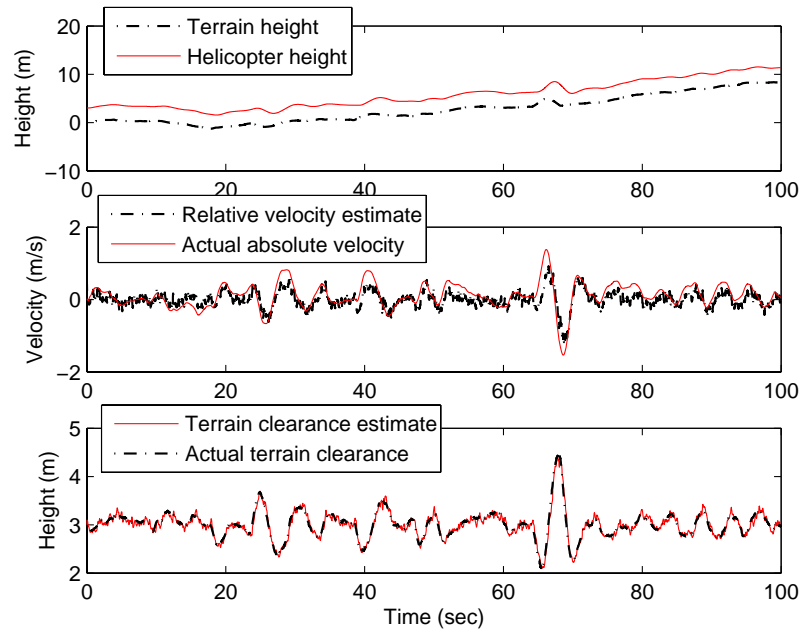 Terrain height
Helicopter height
20
10
0
−10
Height (m)
0
20
40
60
80
100
Relative velocity estimate
Actual absolute velocity
2
0
−2
Velocity (m/s)
0
20
40
60
80
100
Terrain clearance estimate
Actual terrain clearance
5
4
3
2
Height (m)
0
20
40
60
80
100
Time (sec)